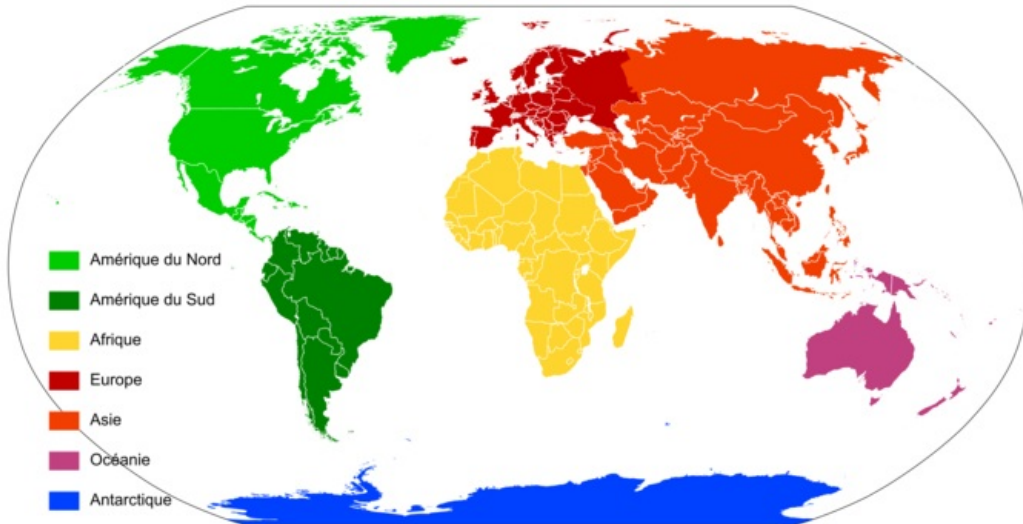 Amérique du Nord
Amérique du Sud
Afrique
Europe
Asie
Océanie
Antarctique